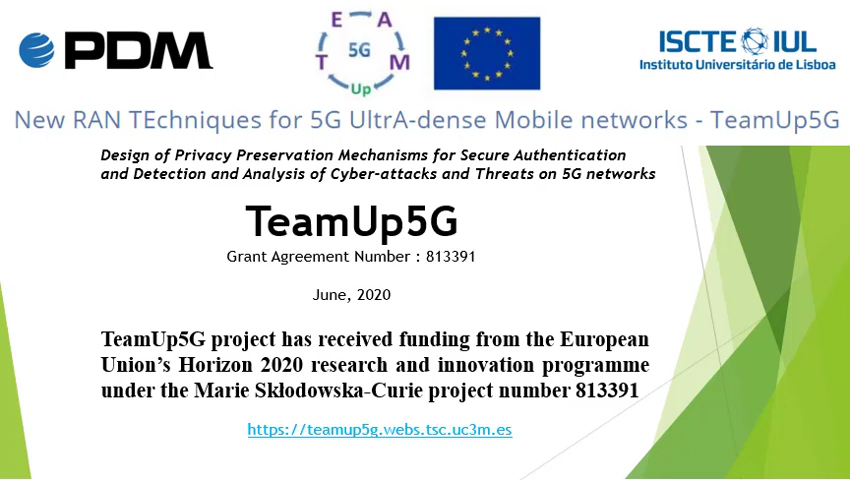 PDM
E A
T 5G M
Up
ISCTE IUL
Instituto Universitário de Lisboa
New RAN TEchniques for 5G UltrA-dense Mobile networks - TeamUp5G
Design of Privacy Preservation Mechanisms for Secure Authentication
and Detection and Analysis of Cyber-attacks and Threats on 5G networks
TeamUp5G
Grant Agreement Number : 813391
June, 2020
TeamUp5G project has received funding from the European
Union’s Horizon 2020 research and innovation programme
under the Marie Skłodowska-Curie project number 813391
https://teamup5g.webs.tsc.uc3m.es